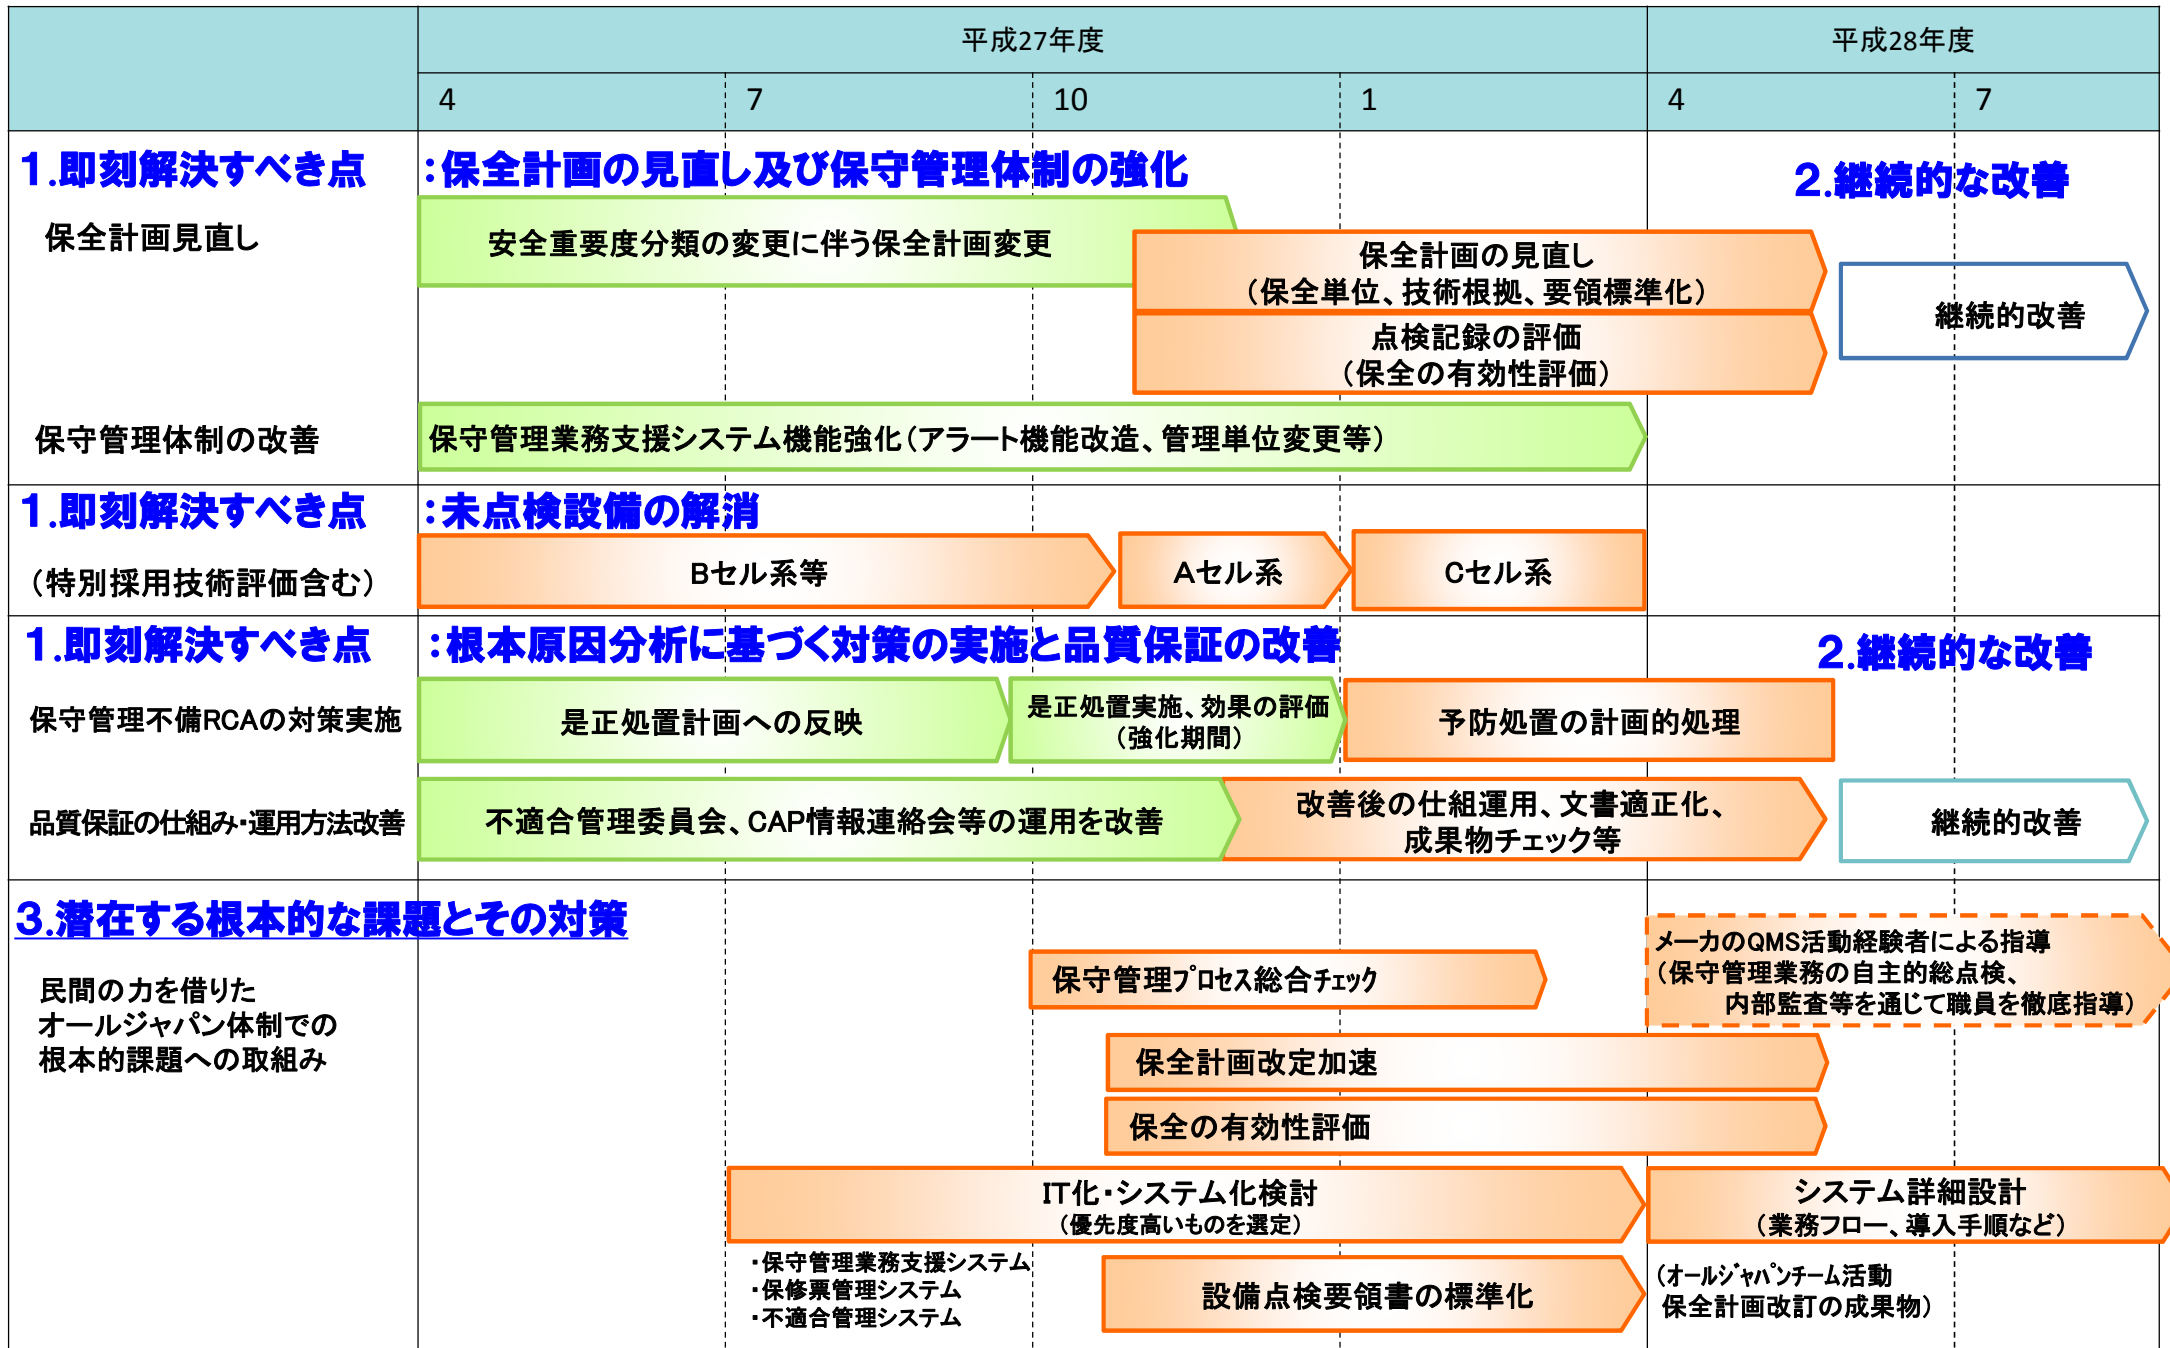 平成27年度
平成28年度
4
7
10
1
4
7
1.即刻解決すべき点
:保全計画の見直し及び保守管理体制の強化
2.継続的な改善
保全計画見直し
安全重要度分類の変更に伴う保全計画変更
保全計画の見直し
(保全単位、技術根拠、要領標準化)
点検記録の評価
(保全の有効性評価)
継続的改善
保守管理体制の改善
保守管理業務支援システム機能強化(アラート機能改造、管理単位変更等)
1.即刻解決すべき点
:未点検設備の解消
(特別採用技術評価含む)
Bセル系等
Aセル系
Cセル系
1.即刻解決すべき点
:根本原因分析に基づく対策の実施と品質保証の改善
2.継続的な改善
保守管理不備RCAの対策実施
是正処置計画への反映
是正処置実施、効果の評価
(強化期間)
予防処置の計画的処理
品質保証の仕組み・運用方法改善
不適合管理委員会、CAP情報連絡会等の運用を改善
改善後の仕組運用、文書適正化、
成果物チェック等
継続的改善
3.潜在する根本的な課題とその対策
民間の力を借りた
オールジャパン体制での
根本的課題への取組み
保守管理プロセス総合チェック
メーカのQMS活動経験者による指導
(保守管理業務の自主的総点検、
内部監査等を通じて職員を徹底指導)
保全計画改定加速
保全の有効性評価
IT化・システム化検討
(優先度高いものを選定)
システム詳細設計
(業務フロー、導入手順など)
・保守管理業務支援システム
・保修票管理システム
・不適合管理システム
設備点検要領書の標準化
(オールジャパンチーム活動
保全計画改訂の成果物)